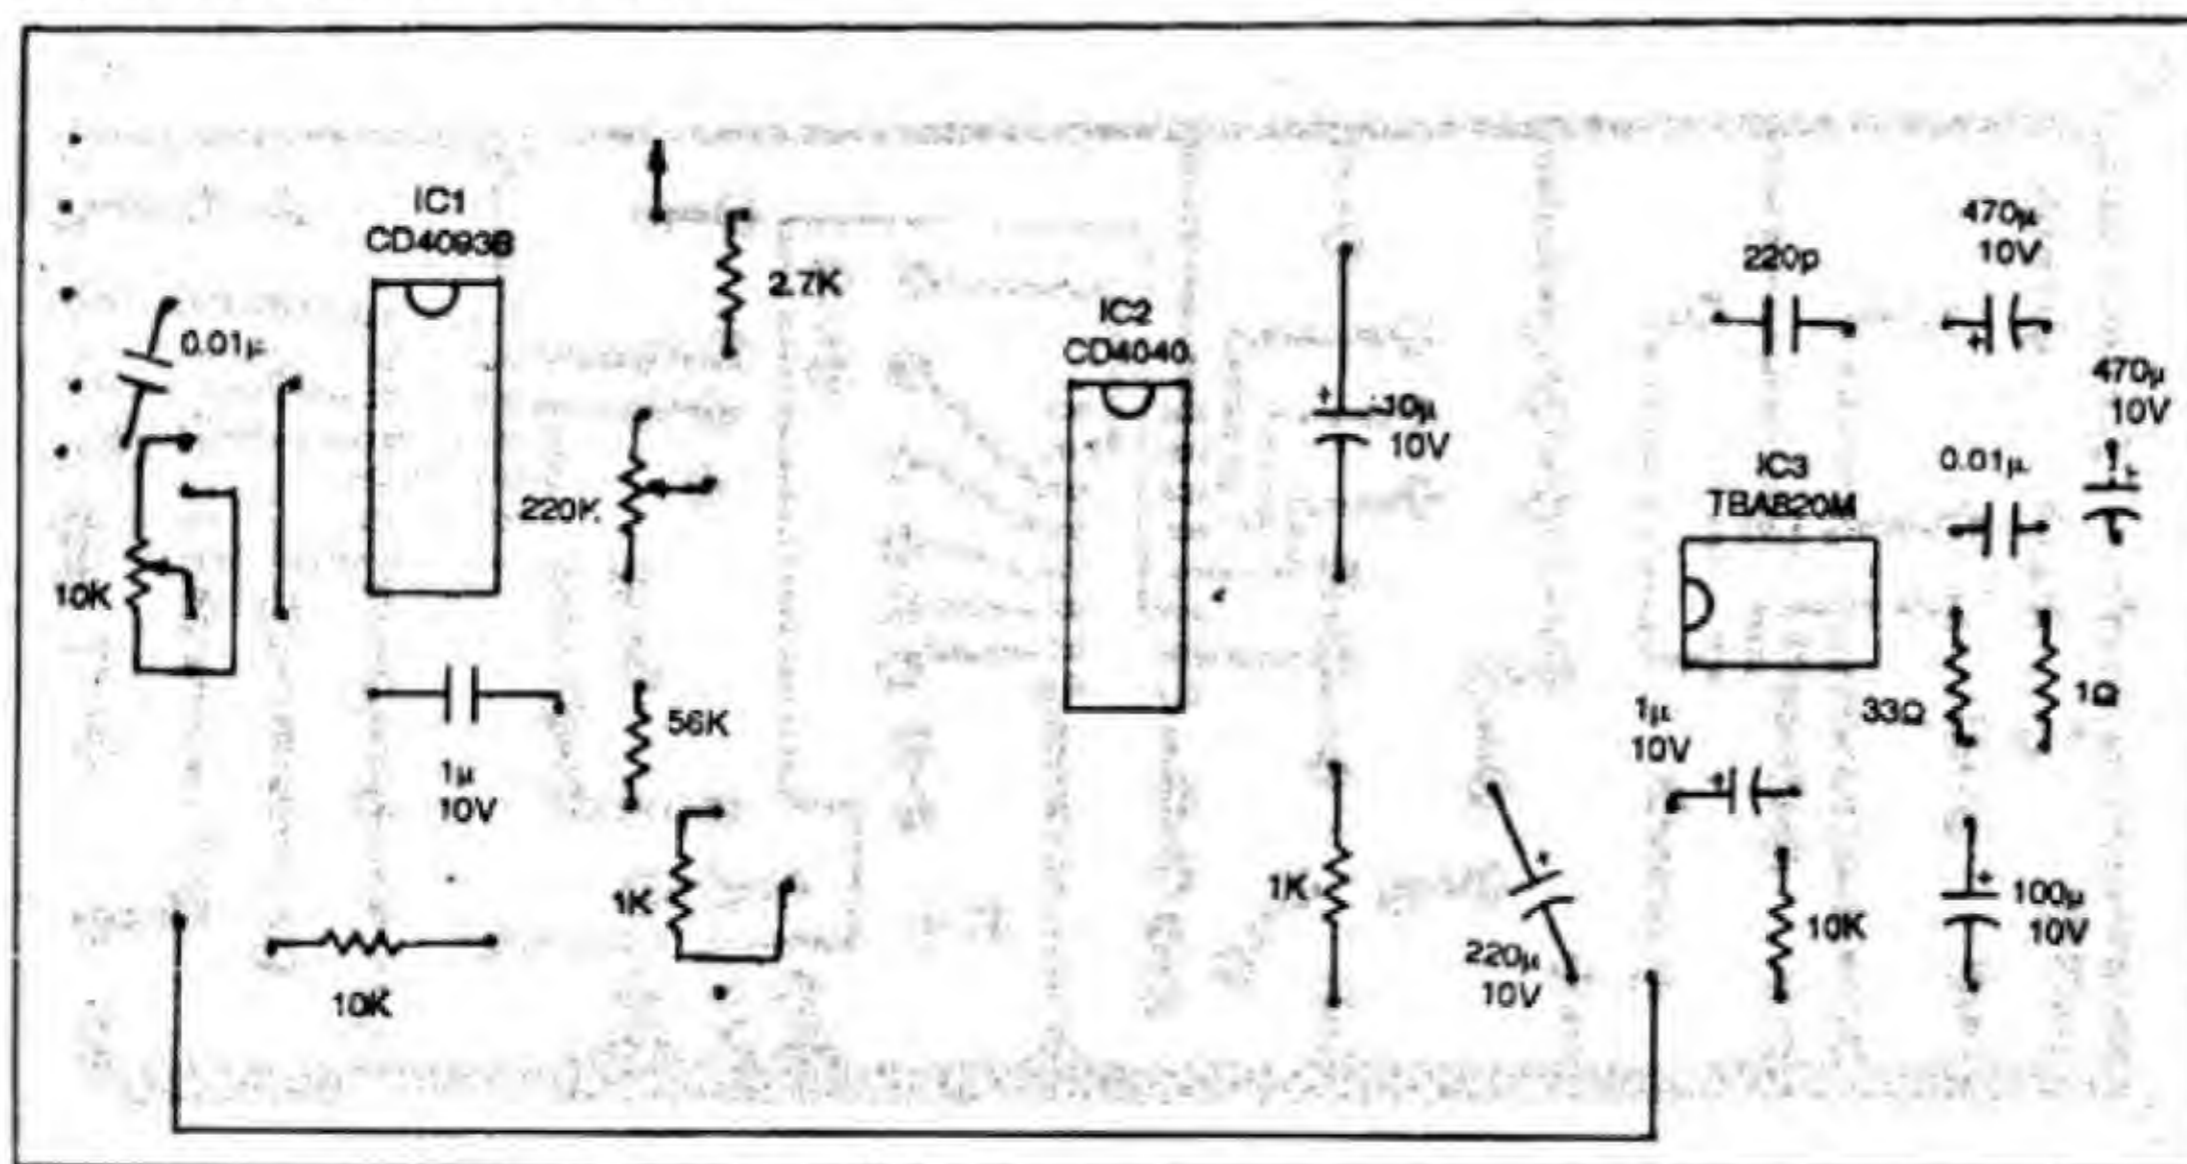 IC1
CD4093B
2.7K
0.01µ
10K
220K
56K
1µ
10V
1K
10K
IC2
CD4040
10µ
10V
1K
220µ
10V
220p
470µ
10V
470µ
10V
IC3
TBA820M
0.01µ
33Ω
1Ω
1µ
10V
10K
100µ
10V